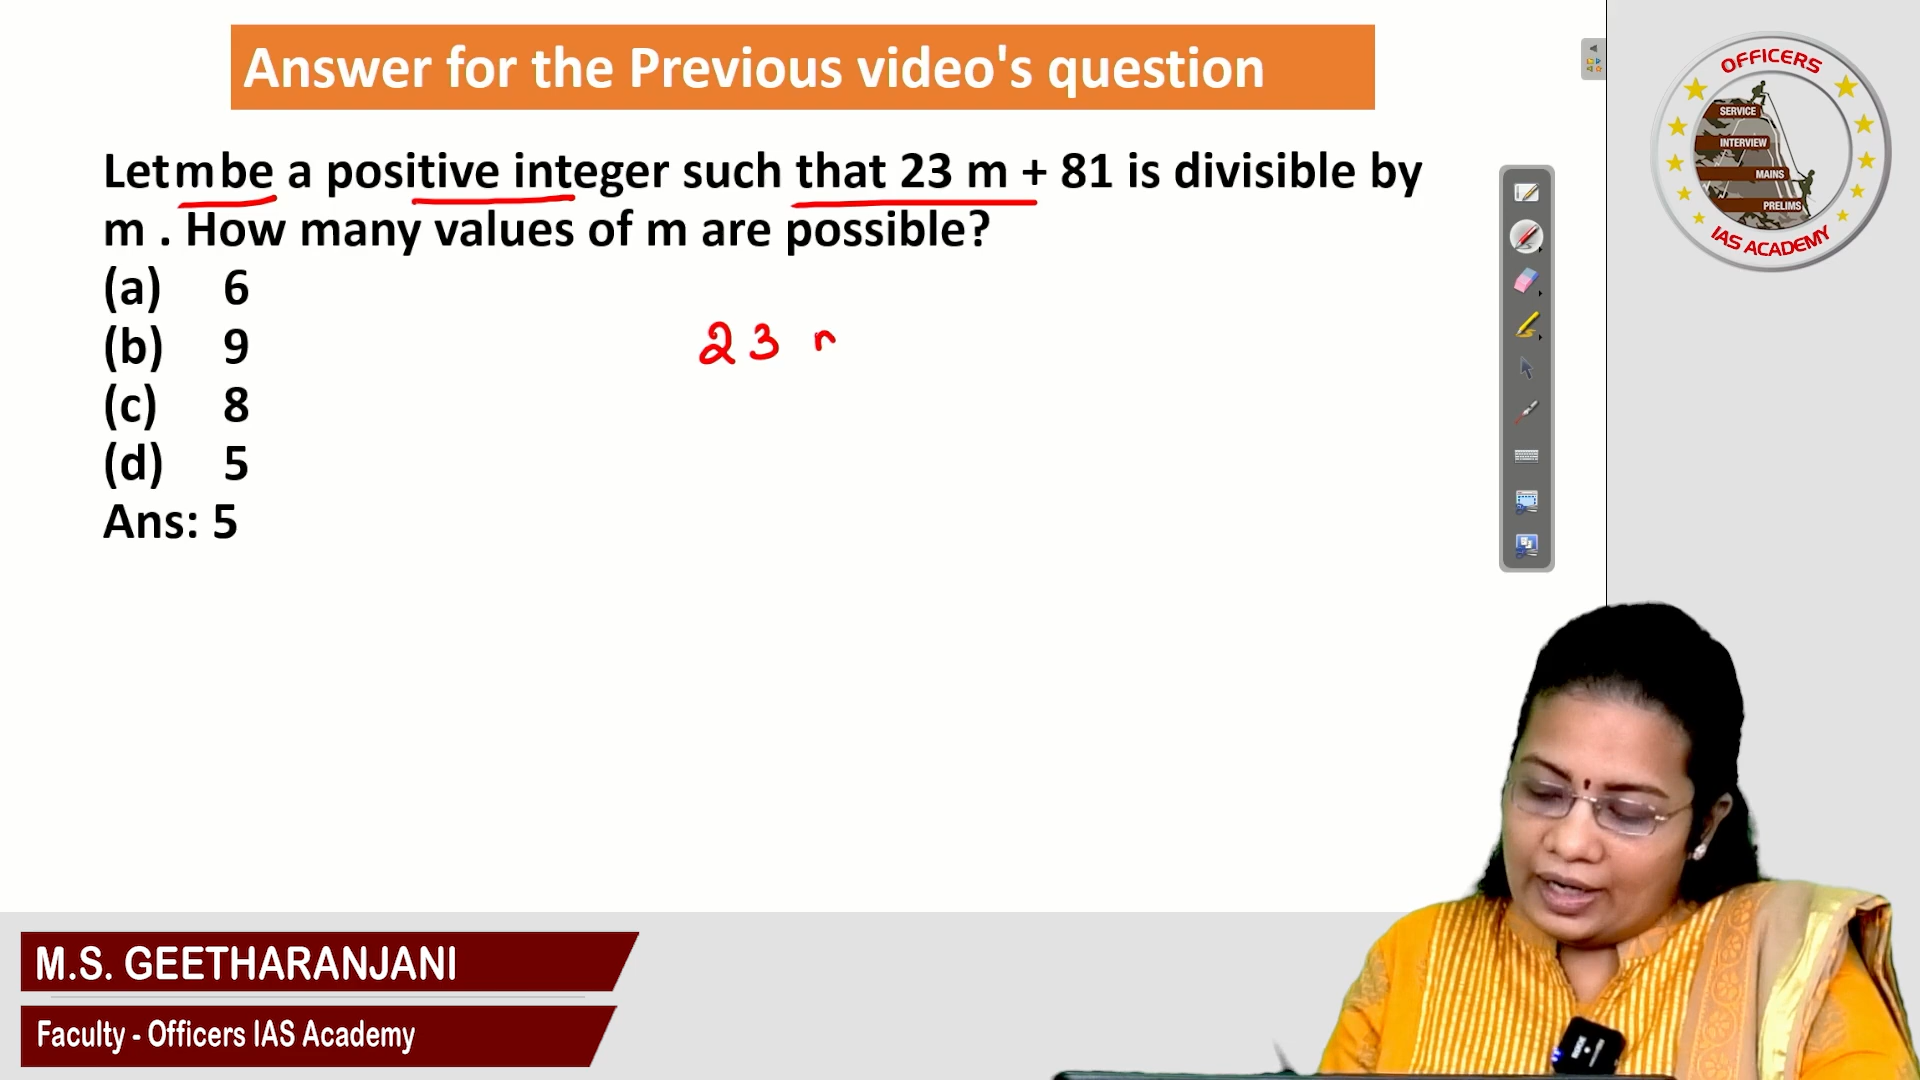 Answer for the Previous video's question
Let m be a positive integer such that 23 m + 81 is divisible by
m . How many values of m are possible?
(a) 6
(b) 9
(c) 8
(d) 5
Ans: 5
23 m
OFFICERS
SERVICE
INTERVIEW
MAINS
PRELIMS
IAS ACADEMY
M.S. GEETHARANJANI
Faculty - Officers IAS Academy